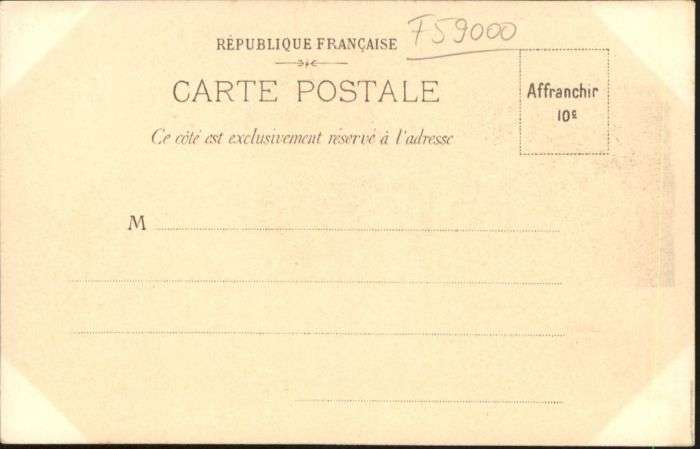 F59000
RÉPUBLIQUE FRANÇAISE
CARTE POSTALE
Ce côté est exclusivement réservé à l'adresse
Affranchir
10c
M